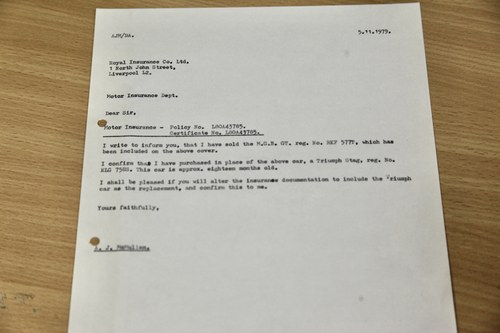 5.11.1979.
Royal Insurance Co. Ltd.
1 North John Street,
Liverpool L2.
Motor Insurance Dept.
Dear Sir,
Motor Insurance - Policy No. L00A43785.
Certificate No. L00A43785.
I write to inform you, that I have sold the M.G.B. GT. reg. No. which has
been included on the above cover.
I confirm that I have purchased in place of the above car, a Triumph Stag, reg. No.
This car is approx. eighteen months old.
I shall be pleased if you will alter the insurance documentation to include the Triumph
car as the replacement, and confirm this to me.
Yours faithfully,